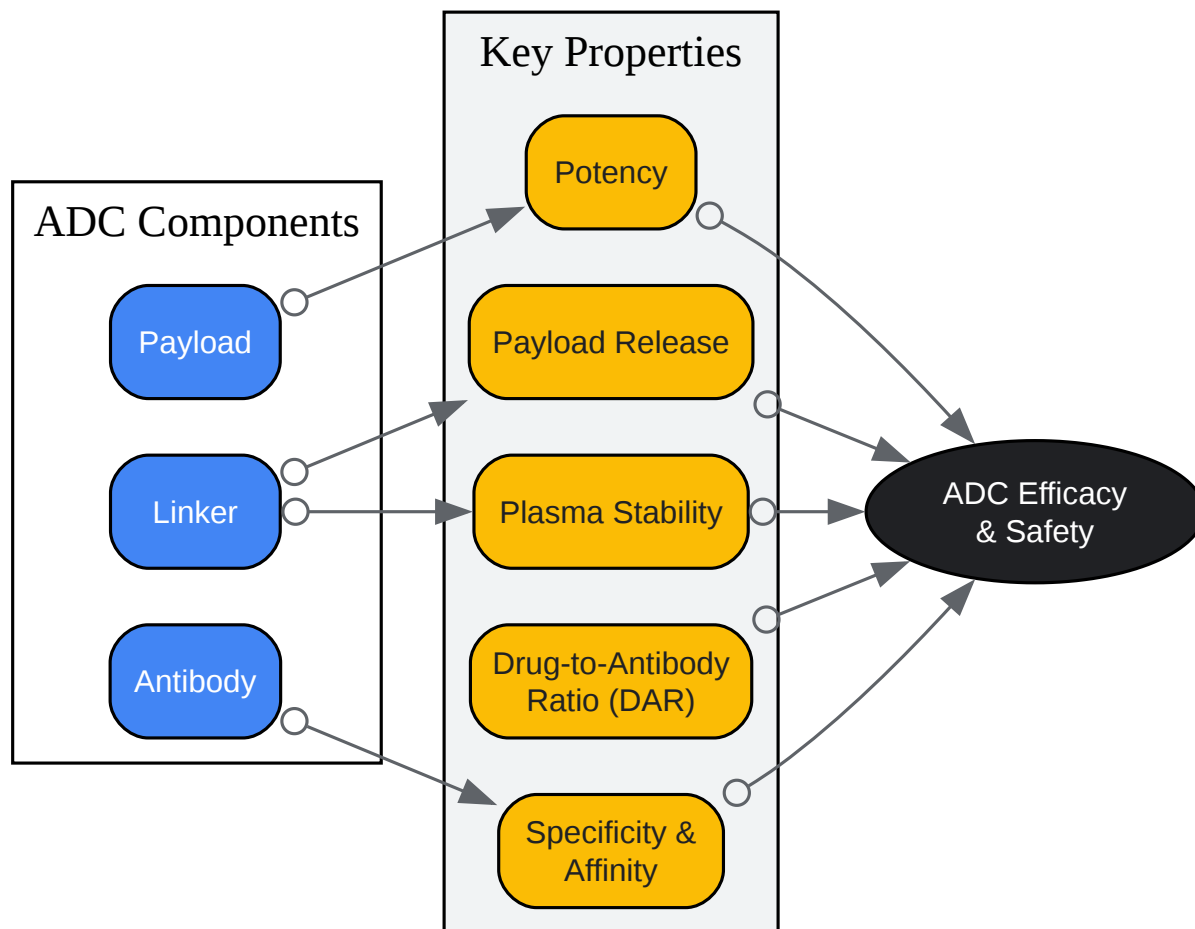 ADC Components
Payload
Linker
Antibody
Key Properties
Potency
Payload Release
Plasma Stability
Drug-to-Antibody
Ratio (DAR)
Specificity &
Affinity
ADC Efficacy
& Safety